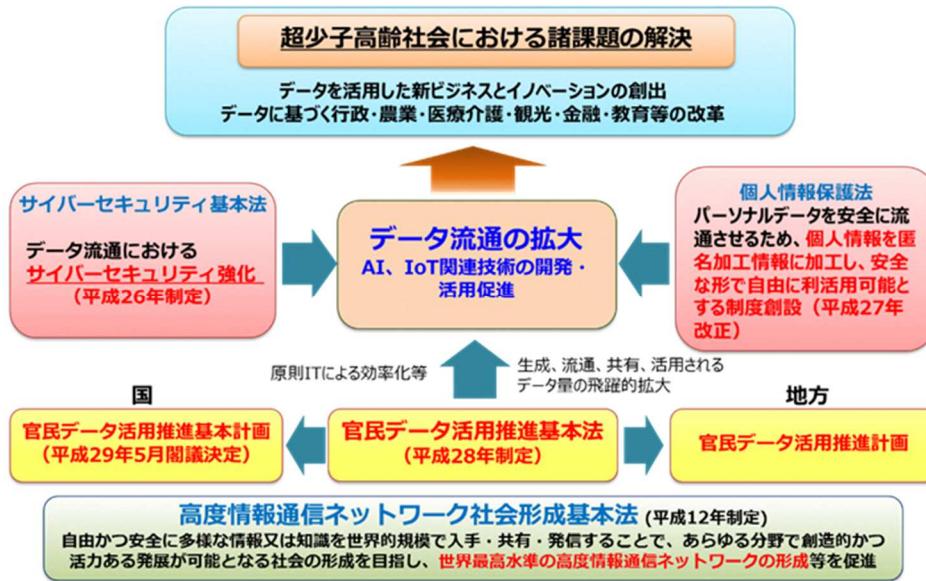 超少子高齢社会における諸課題の解決
データを活用した新ビジネスとイノベーションの創出
データに基づく行政・農業・医療介護・観光・金融・教育等の改革
サイバーセキュリティ基本法
データ流通における
サイバーセキュリティ強化
（平成26年制定）
データ流通の拡大
AI、IoT関連技術の開発・
活用促進
個人情報保護法
パーソナルデータを安全に流
通させるため、個人情報を匿
名加工情報に加工し、安全
な形で自由に利活用可能と
する制度創設（平成27年
改正）
原則ITによる効率化等
生成、流通、共有、活用される
データ量の飛躍的拡大
国
官民データ活用推進基本計画
（平成29年5月閣議決定）
官民データ活用推進基本法
（平成28年制定）
地方
官民データ活用推進計画
高度情報通信ネットワーク社会形成基本法 (平成12年制定)
自由かつ安全に多様な情報又は知識を世界的規模で入手・共有・発信することで、あらゆる分野で創造的かつ
活力ある発展が可能となる社会の形成を目指し、世界最高水準の高度情報通信ネットワークの形成等を促進